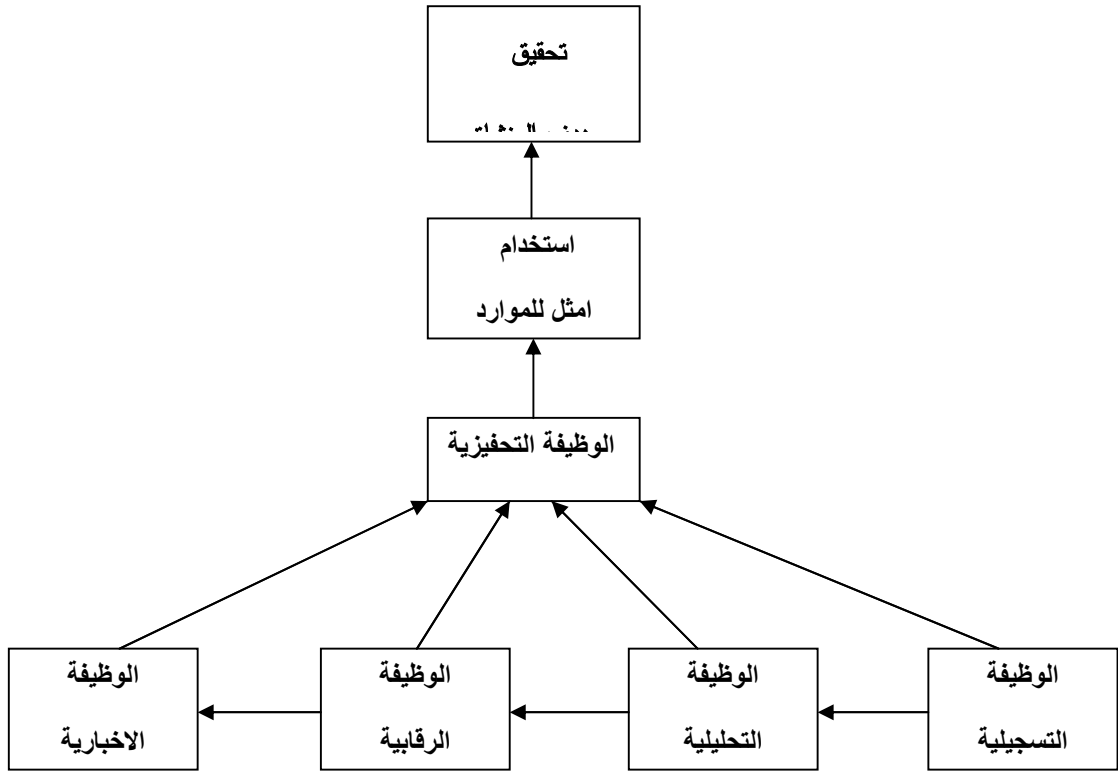 تحقيق
استخدام
امثل للموارد
الوظيفة التحفيزية
الوظيفة
التسجيلية
الوظيفة
التحليلية
الوظيفة
الرقابية
الوظيفة
الاخبارية